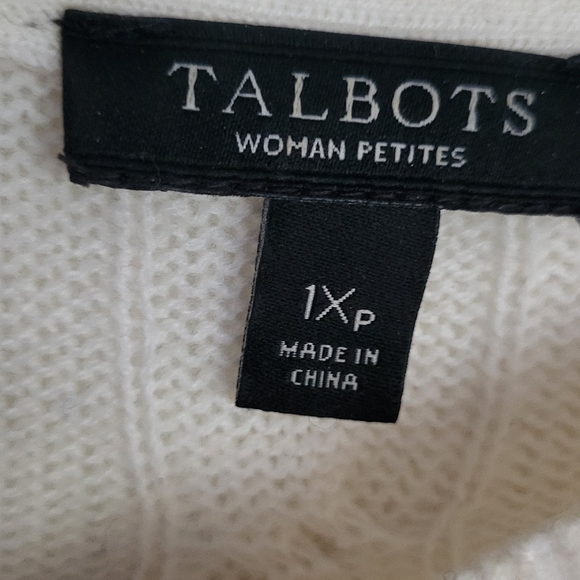 TALBOTS
WOMAN PETITES
1XP
MADE IN
CHINA